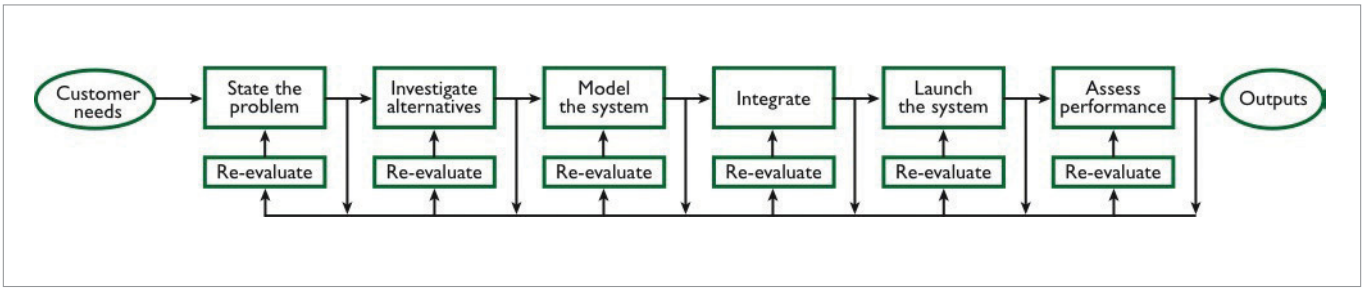 Customer
needs
State the
problem
Investigate
alternatives
Model
the system
Integrate
Launch
the system
Assess
performance
Outputs
Re-evaluate
Re-evaluate
Re-evaluate
Re-evaluate
Re-evaluate
Re-evaluate